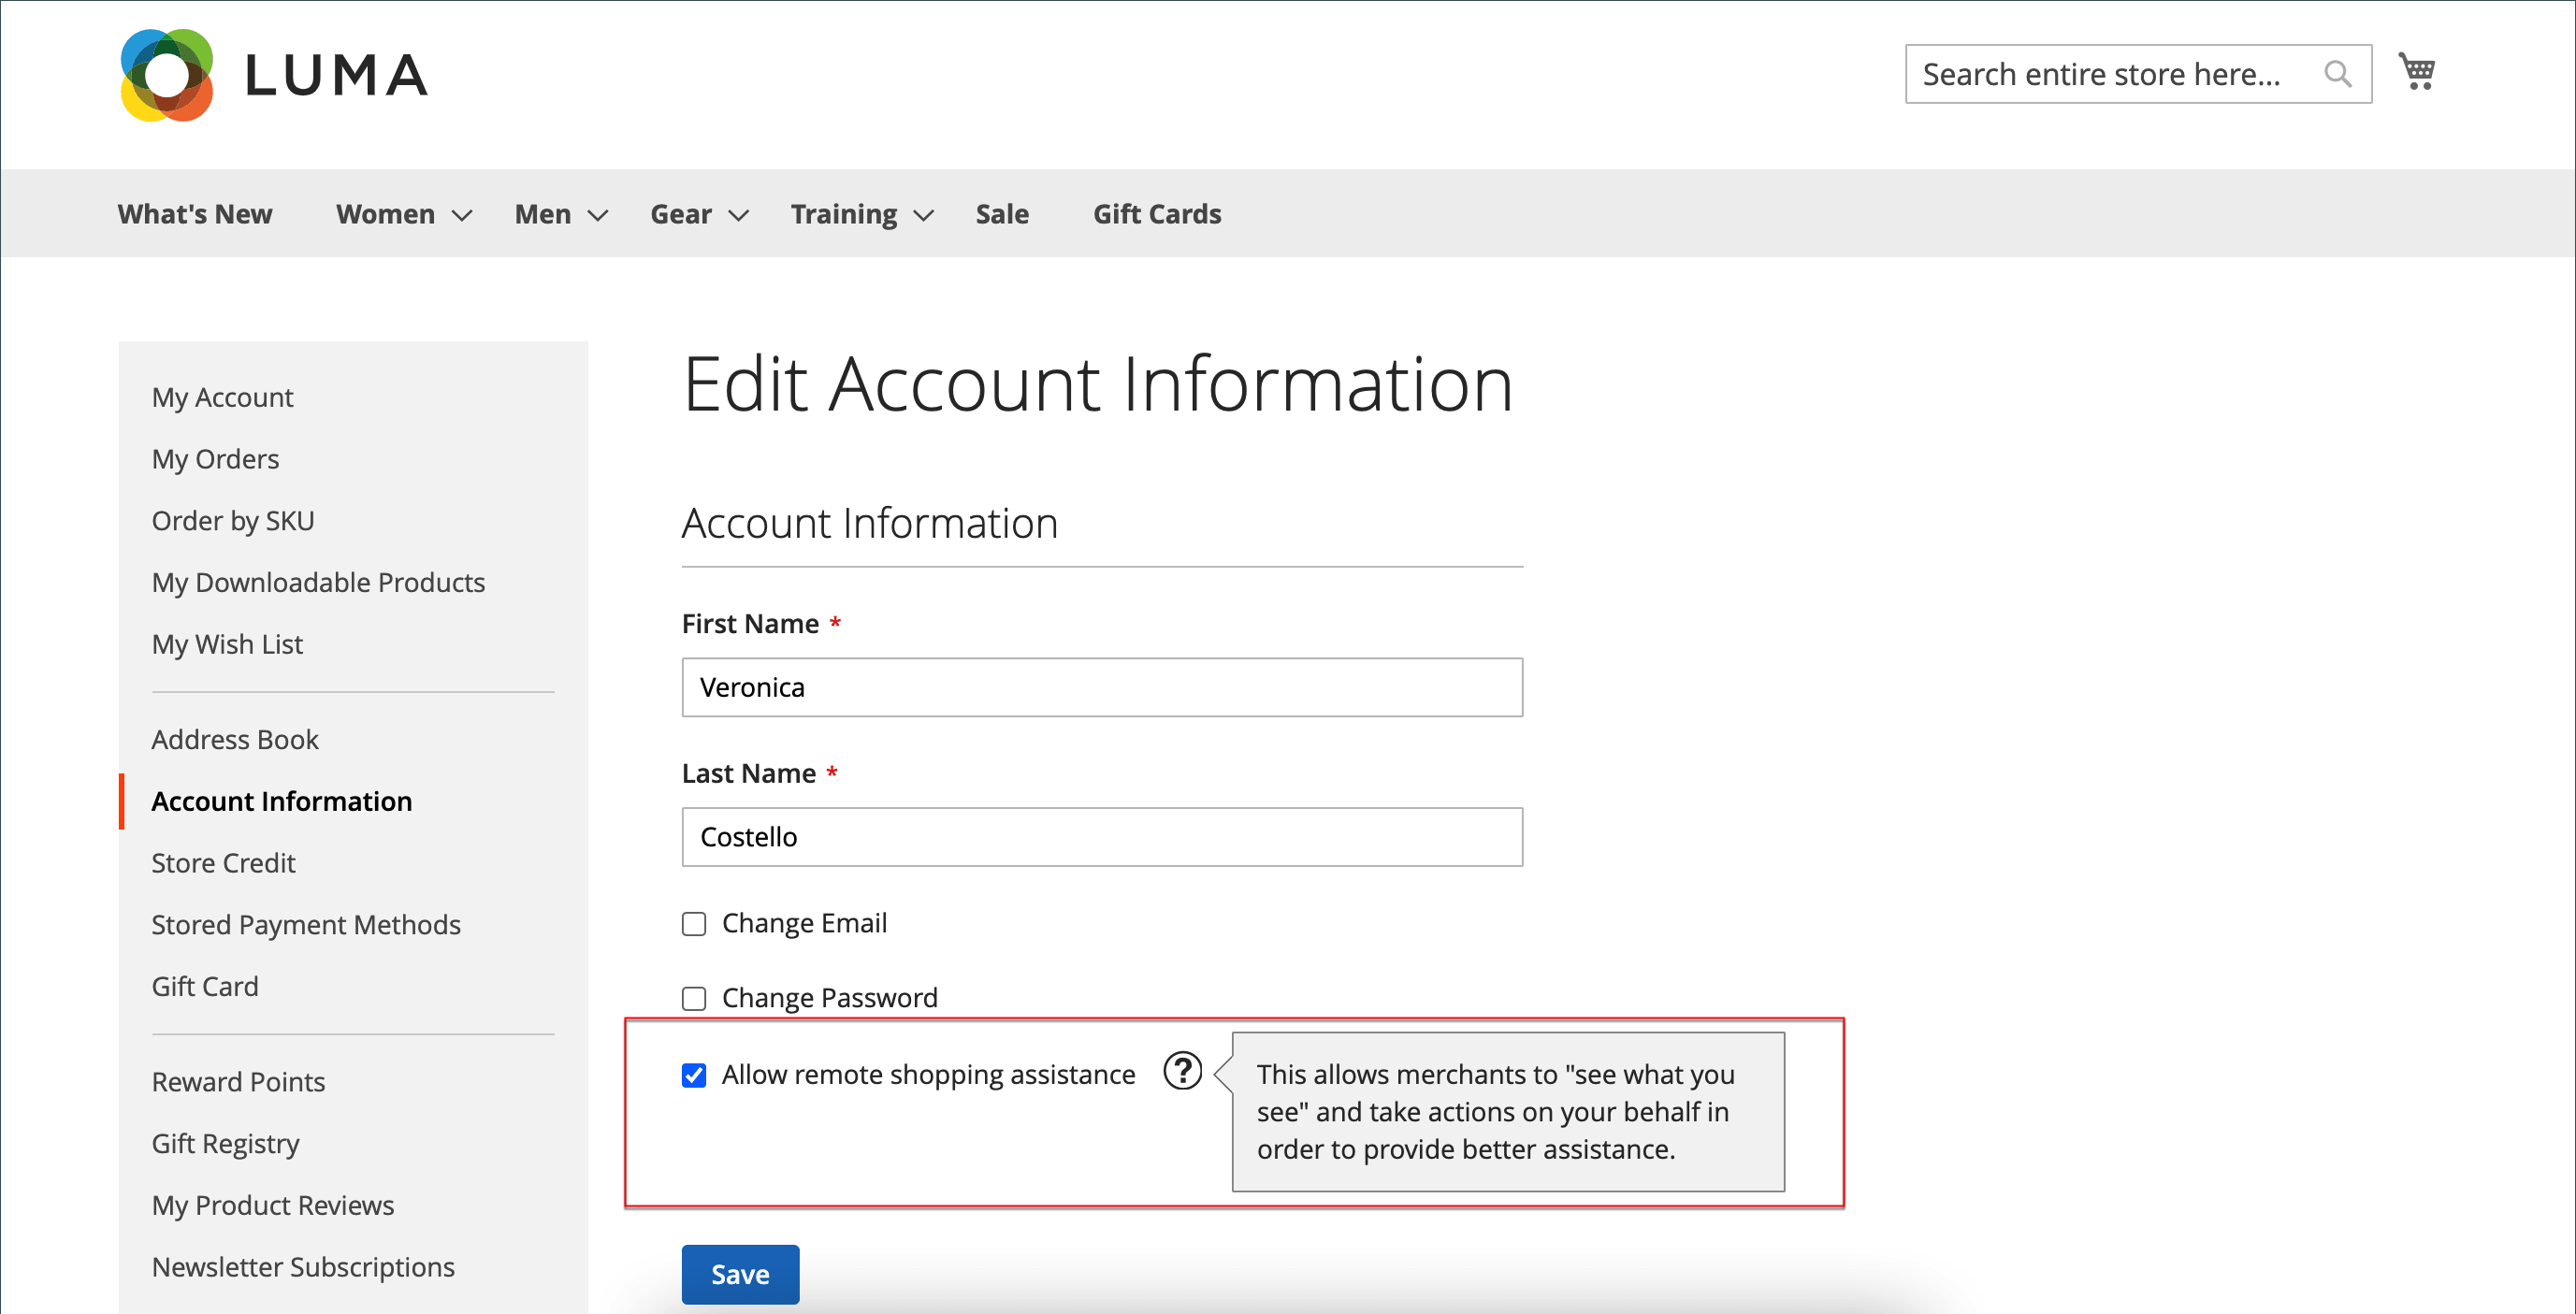 LUMA
Search entire store here...
What's New Women Men Gear Training Sale Gift Cards
My Account
My Orders
Order by SKU
My Downloadable Products
My Wish List
Address Book
Account Information
Store Credit
Stored Payment Methods
Gift Card
Reward Points
Gift Registry
My Product Reviews
Newsletter Subscriptions
Edit Account Information
Account Information
First Name *
Veronica
Last Name *
Costello
Change Email
Change Password
Allow remote shopping assistance ?
This allows merchants to "see what you
see" and take actions on your behalf in
order to provide better assistance.
Save